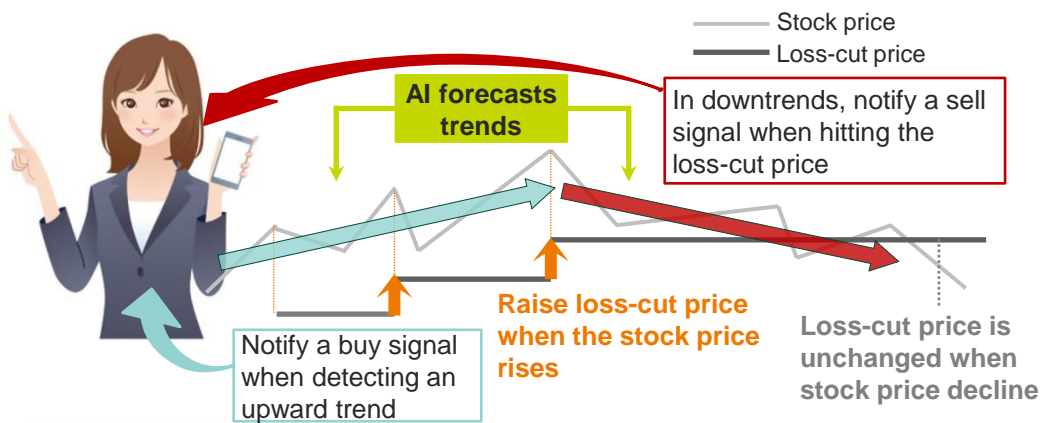 Stock price
Loss-cut price
AI forecasts
trends
In downtrends, notify a sell
signal when hitting the
loss-cut price
Raise loss-cut price
when the stock price
rises
Notify a buy signal
when detecting an
upward trend
Loss-cut price is
unchanged when
stock price decline